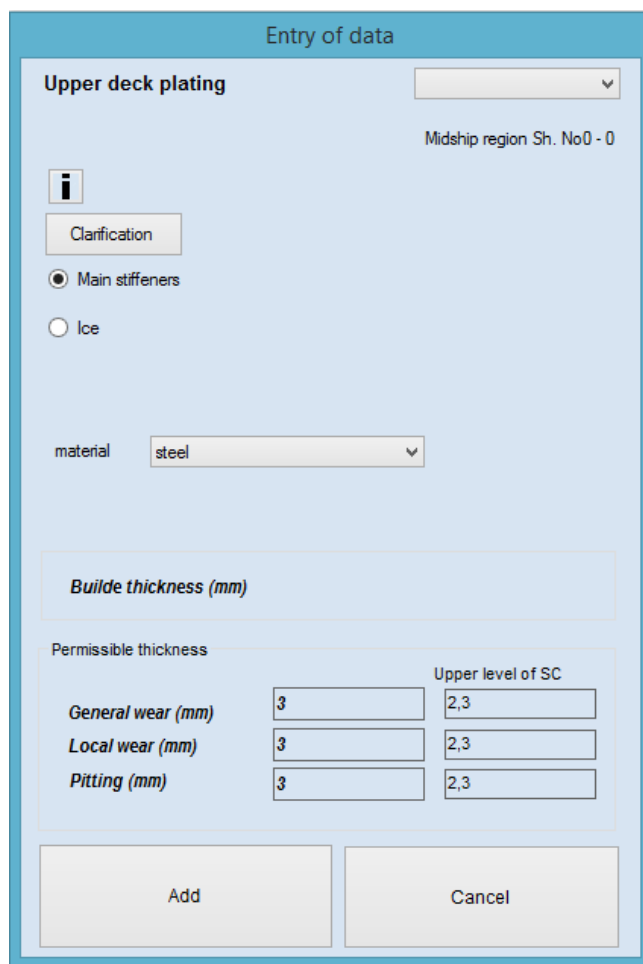 Entry of data
Upper deck plating
Midship region Sh. No0 - 0
i
Clarification
Main stiffeners
Ice
material steel
Builde thickness (mm)
Permissible thickness
Upper level of SC
General wear (mm) 3 2,3
Local wear (mm) 3 2,3
Pitting (mm) 3 2,3
Add Cancel